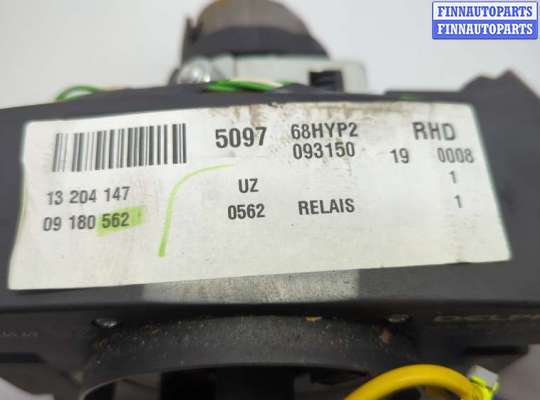 FINNAUTOPARTS
FINNAUTOPARTS
5097 68HYP2 RHD
093150 19 0008
13 204 147 UZ 1
09 180 562 0562 RELAIS 1